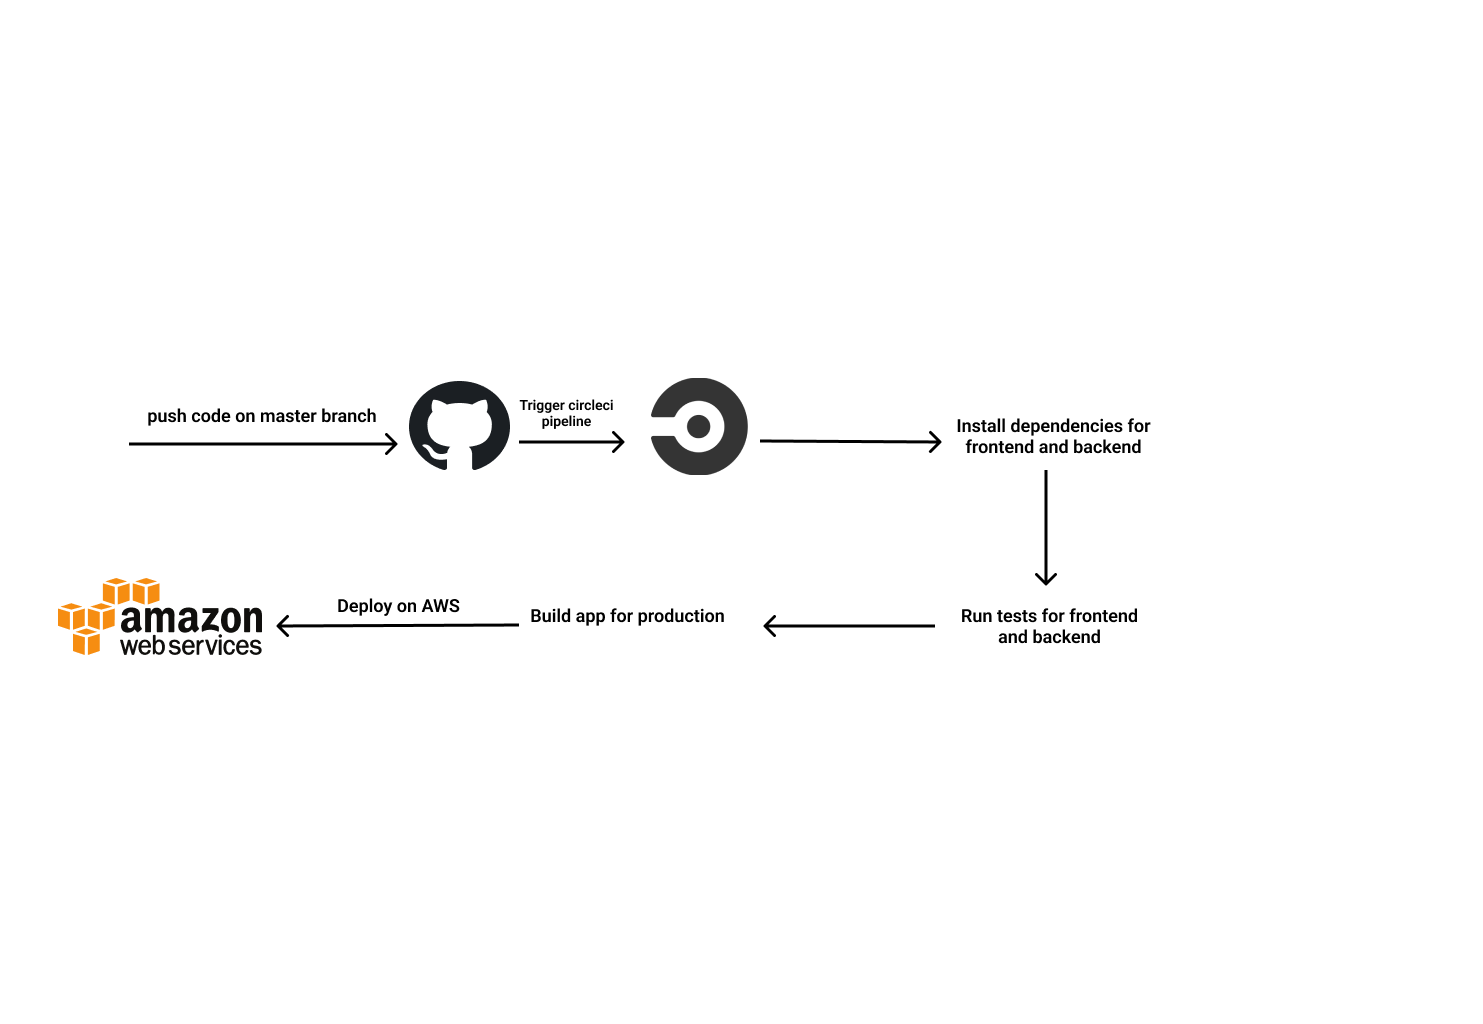 push code on master branch
Trigger circleci
pipeline
Install dependencies for
frontend and backend
Run tests for frontend
and backend
Build app for production
Deploy on AWS
amazon
web services